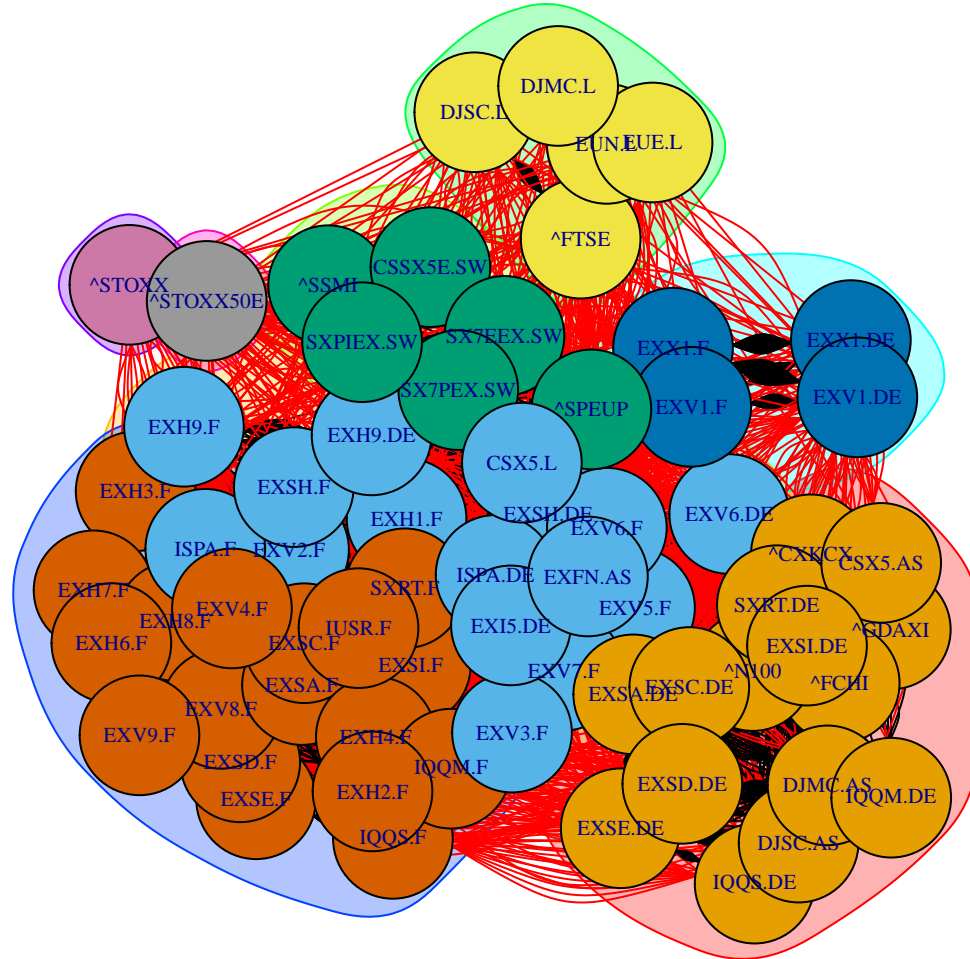 DJMC.L
DJSC.L
EUN.L
EUE.L
^FTSE
CSSX5E.SW
^STOXX
^SSMI
^STOXX50E
SX7EEX.SW
SXPIEX.SW
EXX1.DE
EXX1.F
SX7PEX.SW
EXV1.DE
EXV1.F
^SPEUP
EXH9.F
EXH9.DE
CSX5.L
EXSH.F
EXH3.F
EXH1.F
EXSH.DE
EXV6.F
EXV6.DE
ISPA.F
EXV2.F
^CXKCX
CSX5.AS
ISPA.DE
EXFN.AS
EXH7.F
SXRT.F
SXRT.DE
EXV4.F
EXV5.F
EXH8.F
IUSR.F
EXI5.DE
^GDAXI
EXH6.F
EXSC.F
EXSI.DE
EXSI.F
EXV7.F
^N100
EXSA.F
EXSC.DE
^FCHI
EXSA.DE
EXV8.F
EXV9.F
EXH4.F
EXV3.F
EXSD.F
IQQM.F
EXSD.DE
DJMC.AS
EXH2.F
EXSE.F
IQQM.DE
EXSE.DE
IQQS.F
DJSC.AS
IQQS.DE